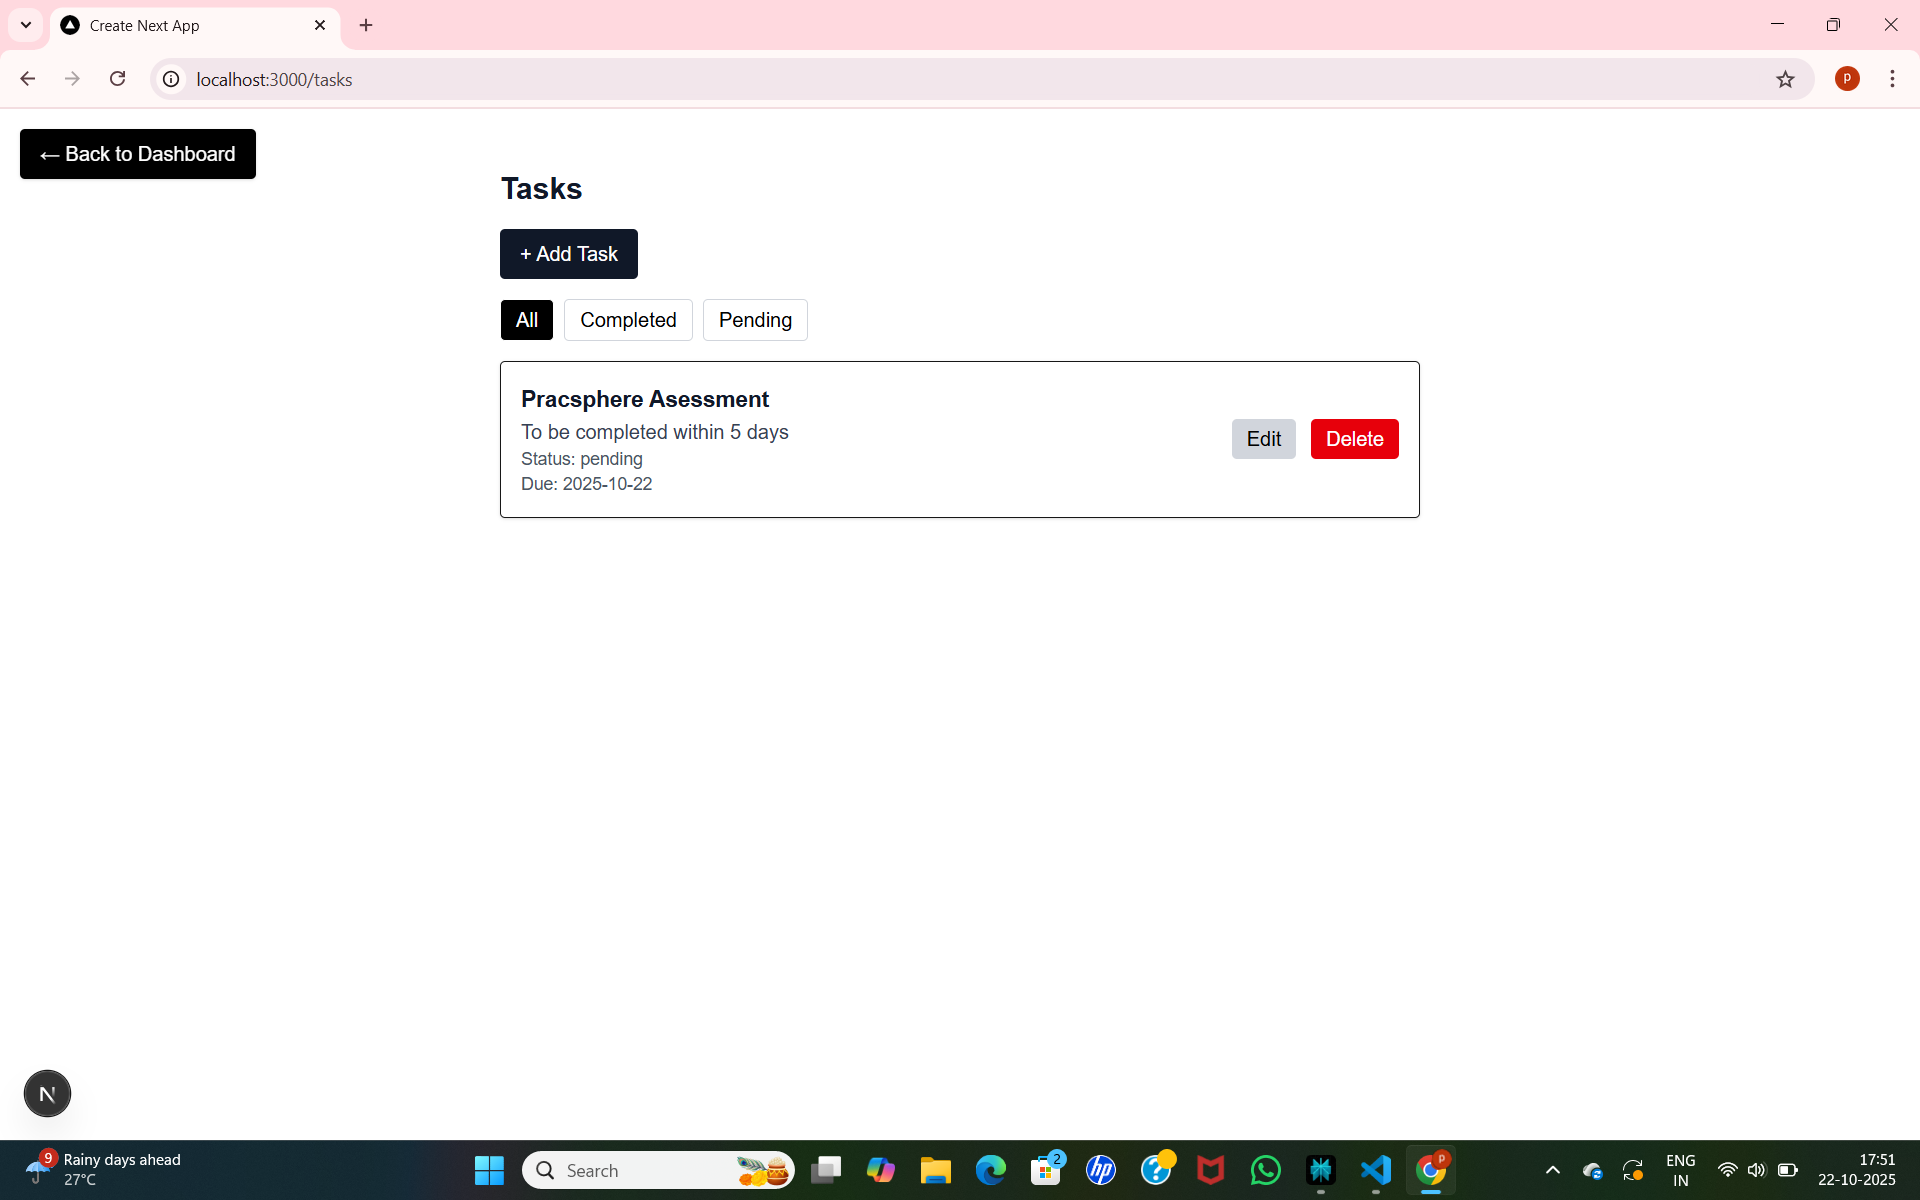 Create Next App
localhost:3000/tasks
P
← Back to Dashboard
Tasks
+ Add Task
All
Completed
Pending
Pracsphere Asessment
To be completed within 5 days
Status: pending
Due: 2025-10-22
Edit
Delete
N
9
Rainy days ahead
27°C
Search
2
hp
?
P
ENG
IN
17:51
22-10-2025